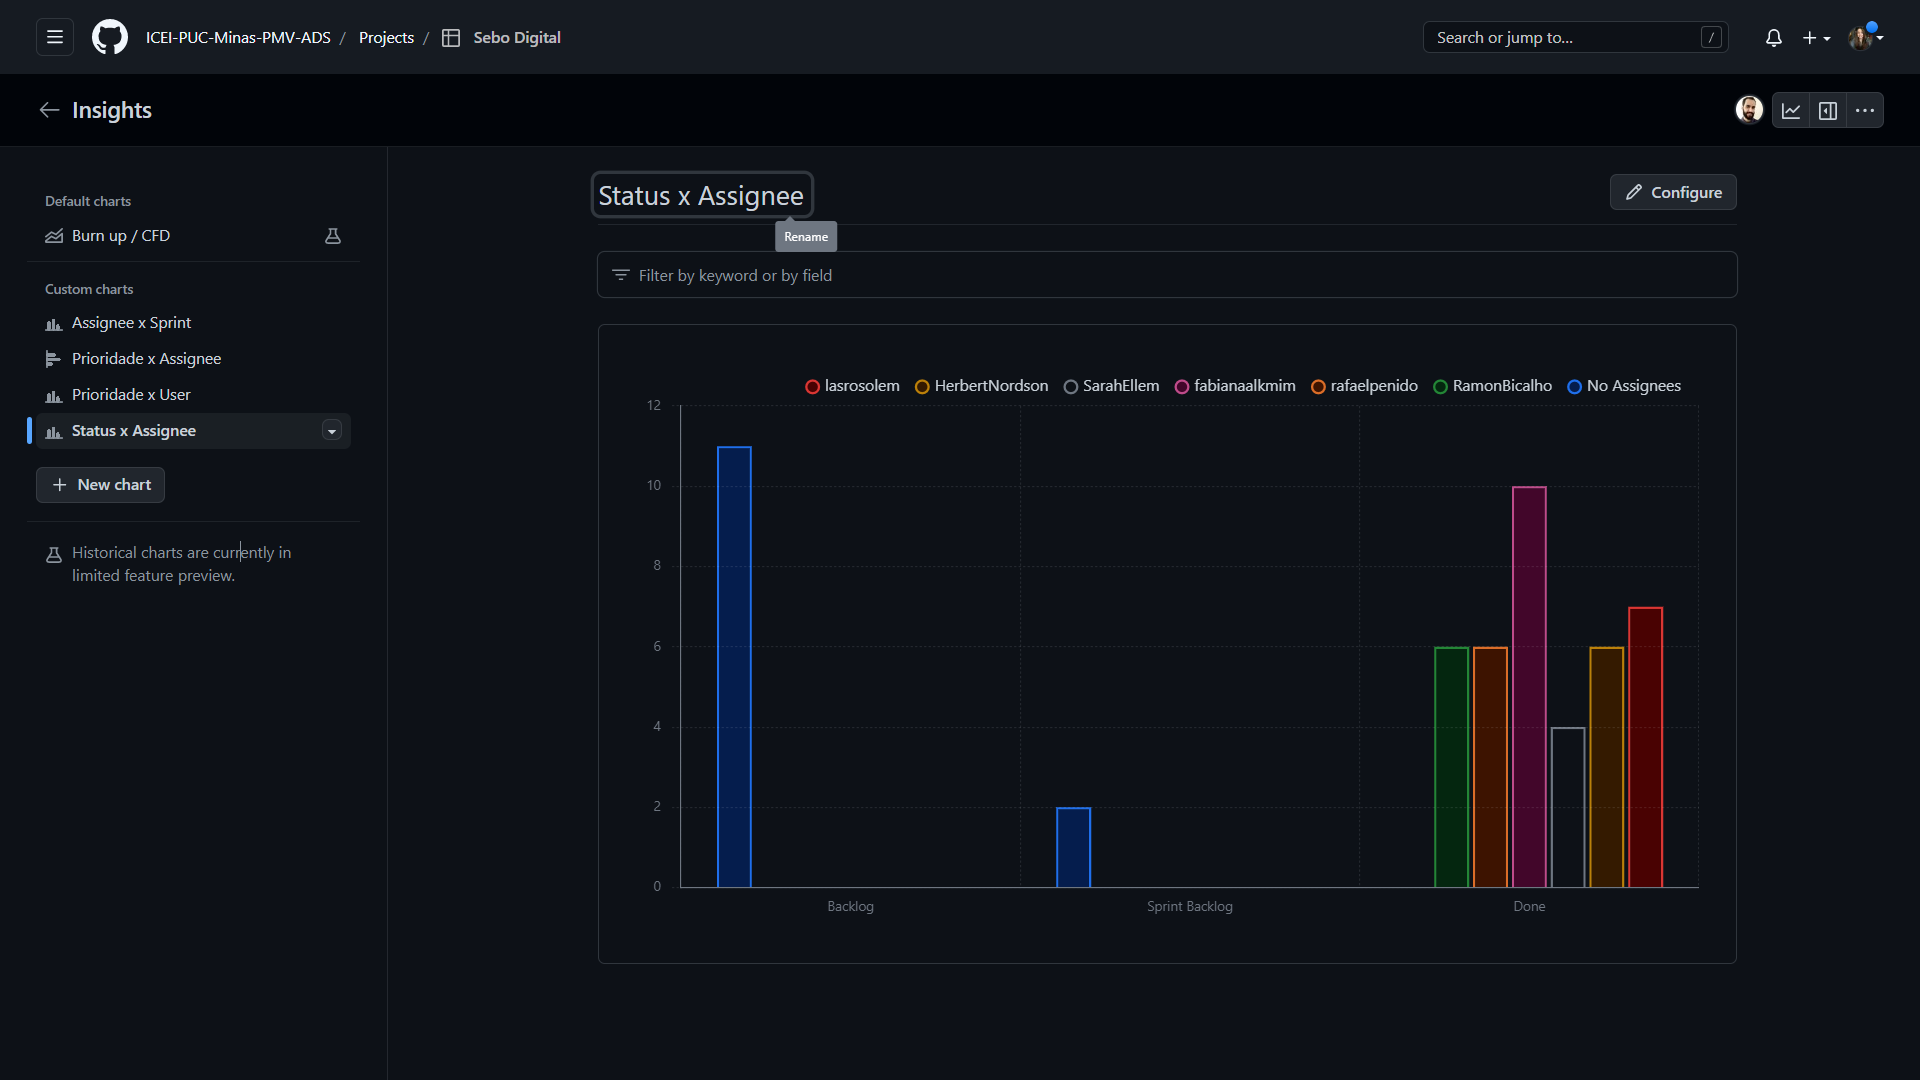 ICEI-PUC-Minas-PMV-ADS / Projects / Sebo Digital
Search or jump to... /
Insights
Default charts
Burn up / CFD
Custom charts
Assignee x Sprint
Prioridade x Assignee
Prioridade x User
Status x Assignee
New chart
Historical charts are currently in
limited feature preview.
Status x Assignee
Configure
Rename
Filter by keyword or by field
lasrosolem HerbertNordson SarahEllem fabianaalkmim rafaelpenido RamonBicalho No Assignees
12
10
8
6
4
2
0
Backlog Sprint Backlog Done